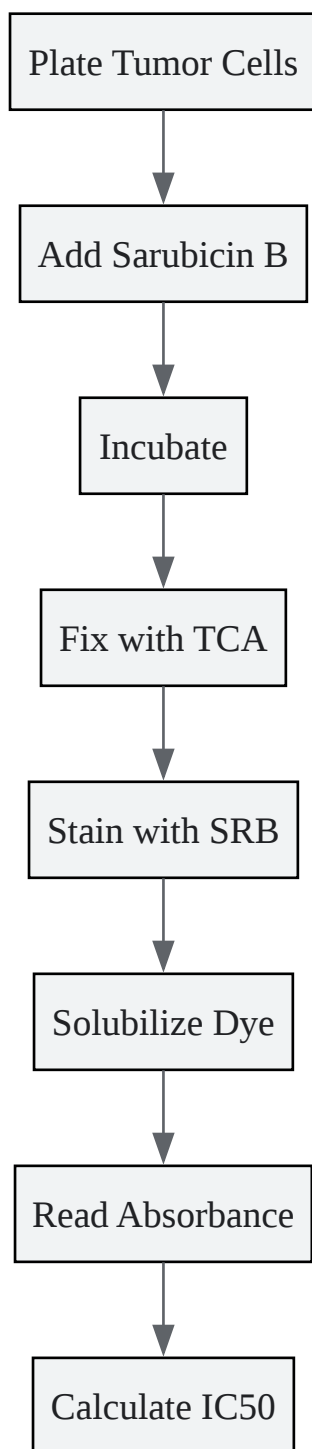 Plate Tumor Cells
Add Sarubicin B
Incubate
Fix with TCA
Stain with SRB
Solubilize Dye
Read Absorbance
Calculate IC50